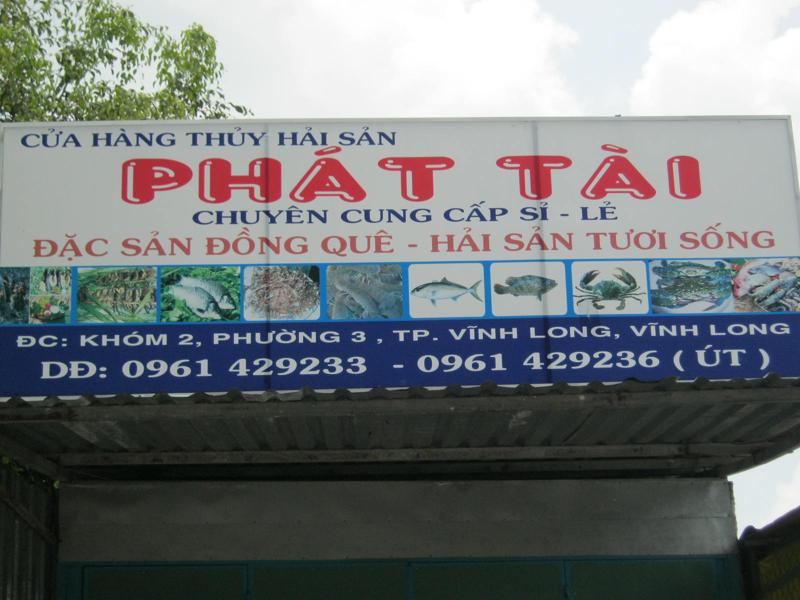 CỬA HÀNG THỦY HẢI SẢN
PHÁT TÀI
CHUYÊN CUNG CẤP SỈ - LẺ
ĐẶC SẢN ĐỒNG QUÊ - HẢI SẢN TƯƠI SỐNG
ĐC: KHÓM 2, PHƯỜNG 3 , TP. VĨNH LONG, VĨNH LONG
DĐ: 0961 429233 - 0961 429236 ( ÚT )